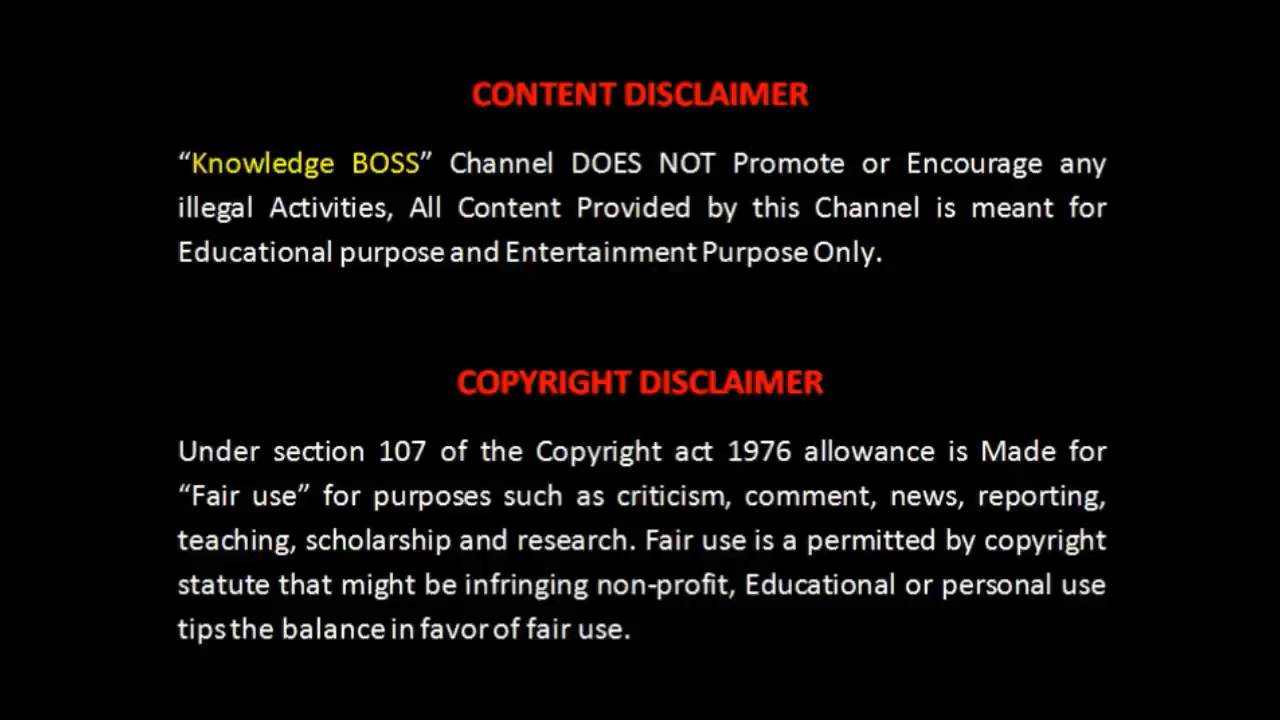 CONTENT DISCLAIMER
“Knowledge BOSS” Channel DOES NOT Promote or Encourage any
illegal Activities, All Content Provided by this Channel is meant for
Educational purpose and Entertainment Purpose Only.
COPYRIGHT DISCLAIMER
Under section 107 of the Copyright act 1976 allowance is Made for
“Fair use” for purposes such as criticism, comment, news, reporting,
teaching, scholarship and research. Fair use is a permitted by copyright
statute that might be infringing non-profit, Educational or personal use
tips the balance in favor of fair use.